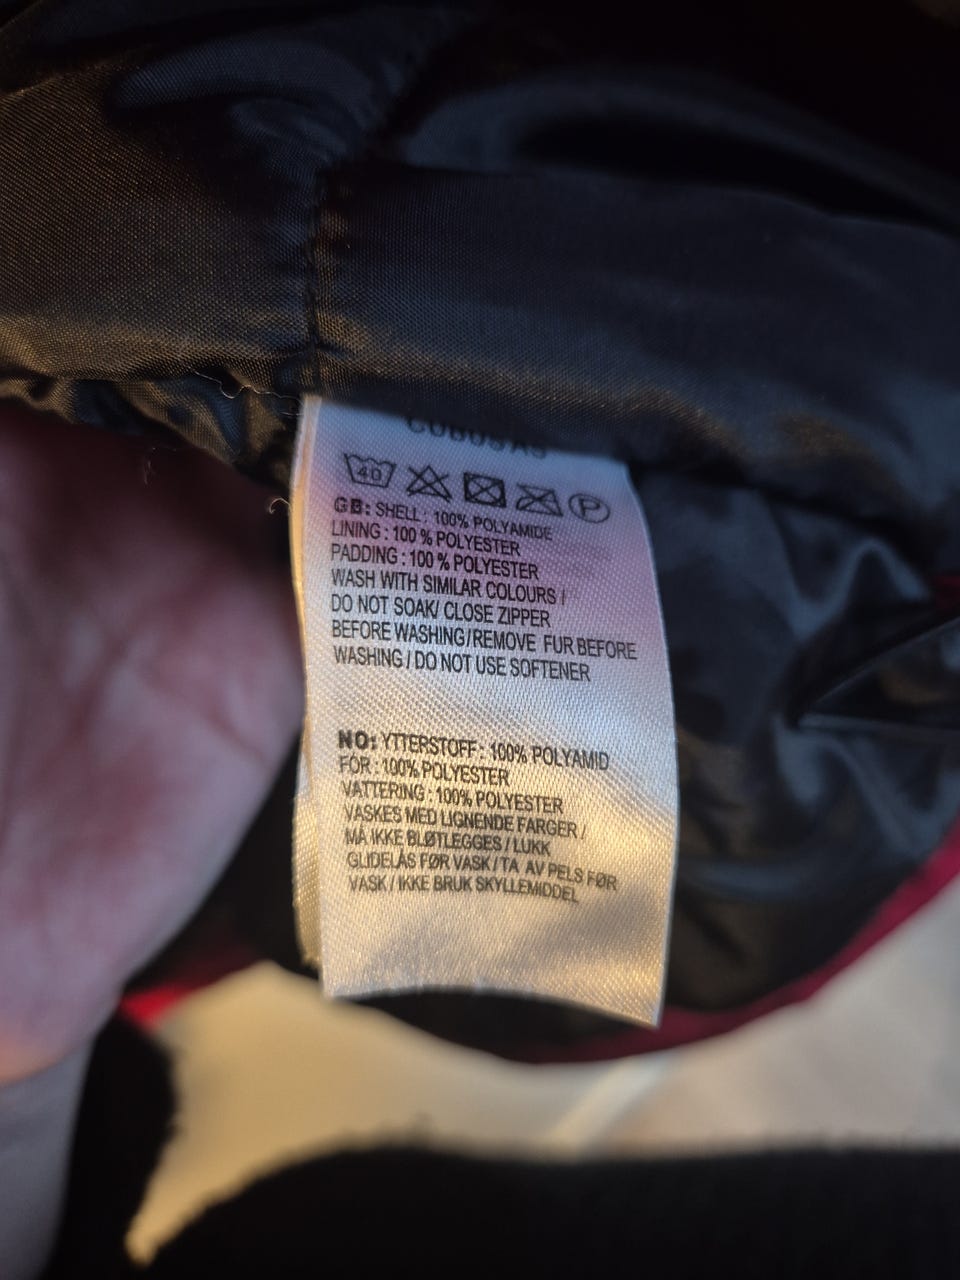 CUBUS AS
40 P
GB: SHELL : 100% POLYAMIDE
LINING : 100 % POLYESTER
PADDING : 100 % POLYESTER
WASH WITH SIMILAR COLOURS /
DO NOT SOAK/ CLOSE ZIPPER
BEFORE WASHING/REMOVE FUR BEFORE
WASHING / DO NOT USE SOFTENER
NO: YTTERSTOFF : 100% POLYAMID
FÔR : 100% POLYESTER
VATTERING : 100% POLYESTER
VASKES MED LIGNENDE FARGER /
MÅ IKKE BLØTLEGGES / LUKK
GLIDELÅS FØR VASK / TA AV PELS FØR
VASK / IKKE BRUK SKYLLEMIDDEL